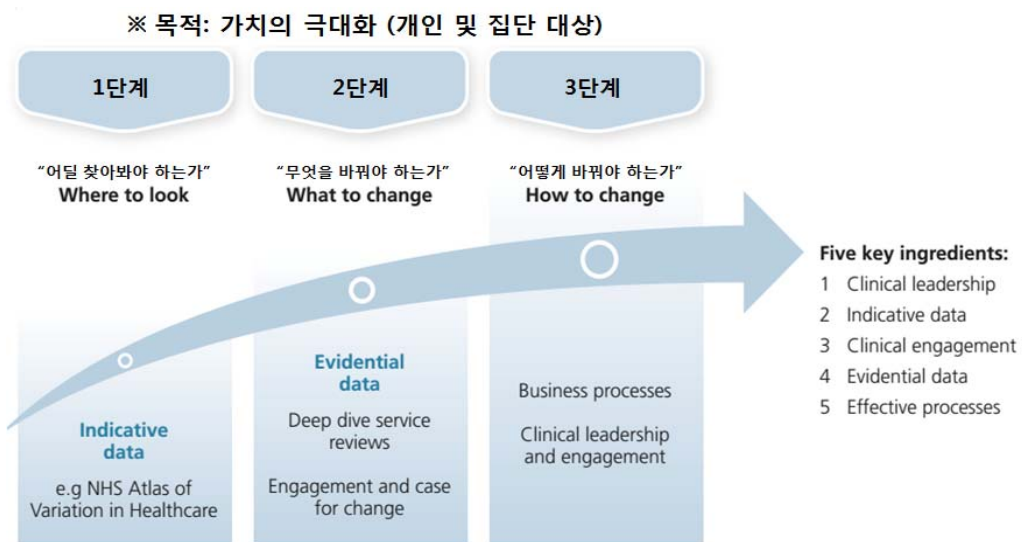 ※ 목적: 가치의 극대화 (개인 및 집단 대상)
1단계
2단계
3단계
“어딜 찾아봐야 하는가”
Where to look
“무엇을 바꿔야 하는가”
What to change
“어떻게 바꿔야 하는가”
How to change
Indicative
data
e.g NHS Atlas of
Variation in Healthcare
Evidential
data
Deep dive service
reviews
Engagement and case
for change
Business processes
Clinical leadership
and engagement
Five key ingredients:
1 Clinical leadership
2 Indicative data
3 Clinical engagement
4 Evidential data
5 Effective processes